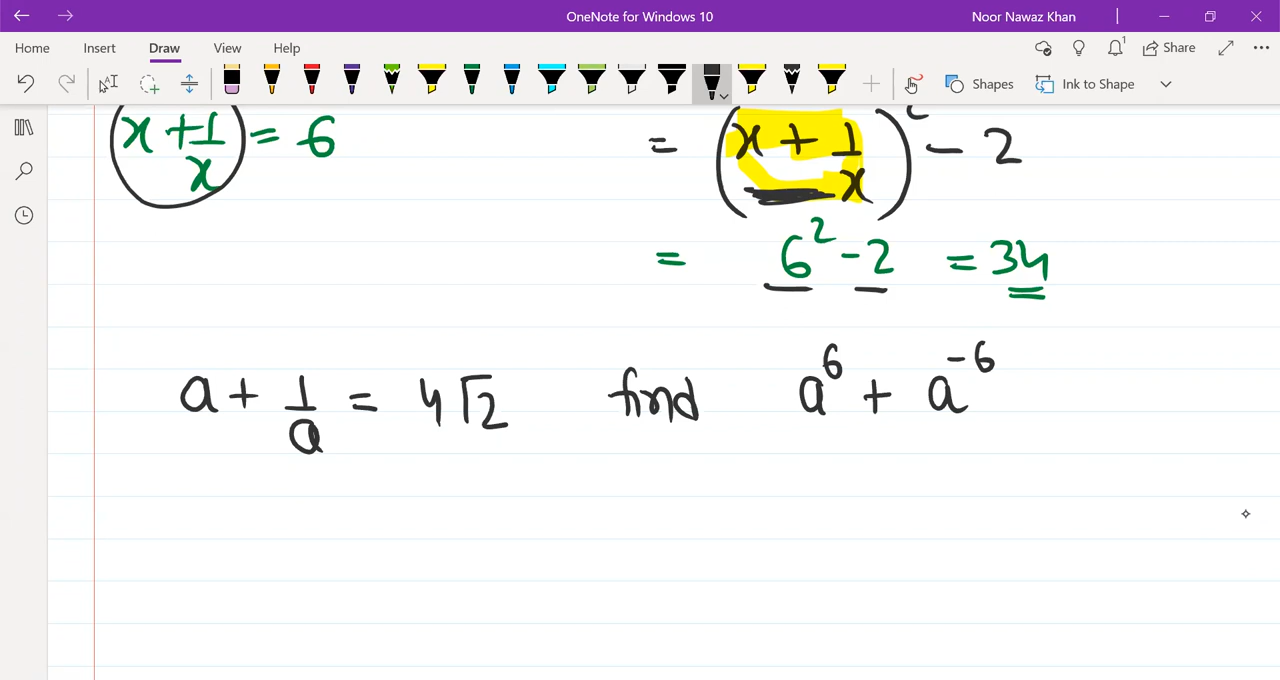 OneNote for Windows 10
Noor Nawaz Khan
Home Insert Draw View Help
1 Share
Shapes Ink to Shape
(x + 1/x) = 6
= (x + 1/x)² - 2
= 6² - 2 = 34
a + 1/a = 4√2 find a⁶ + a⁻⁶